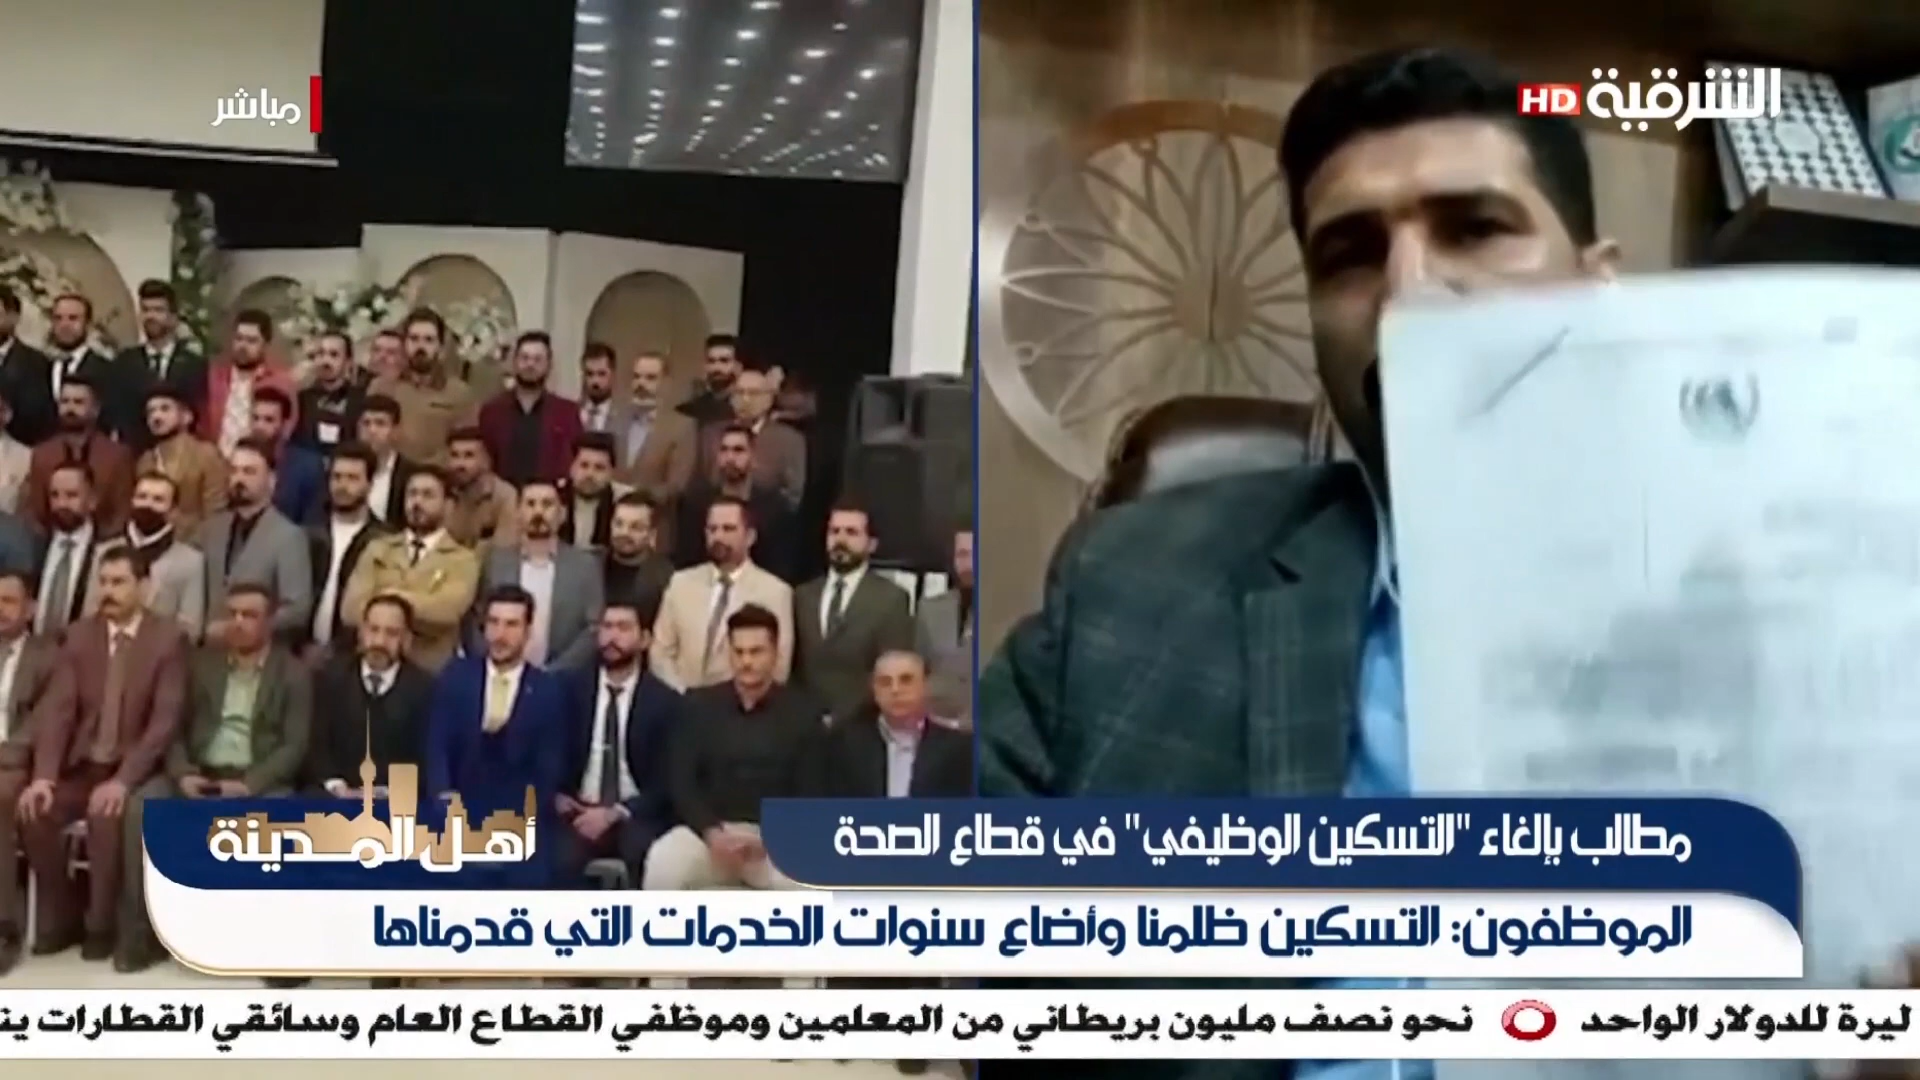 مباشر
الشرقية HD
مطالب بإلغاء "التسكين الوظيفي" في قطاع الصحة
أهل المدينة
الموظفون: التسكين ظلمنا وأضاع سنوات الخدمات التي قدمناها
ليرة للدولار الواحد
نحو نصف مليون بريطاني من المعلمين وموظفي القطاع العام وسائقي القطارات ين